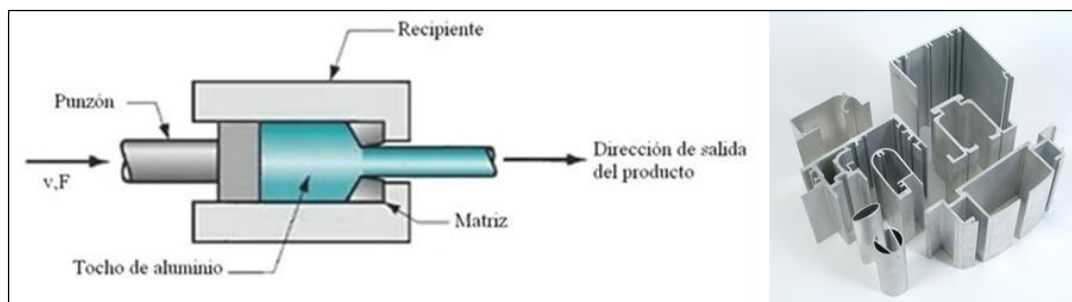 Recipiente
Punzón
v,F
Dirección de salida
del producto
Matriz
Tocho de aluminio